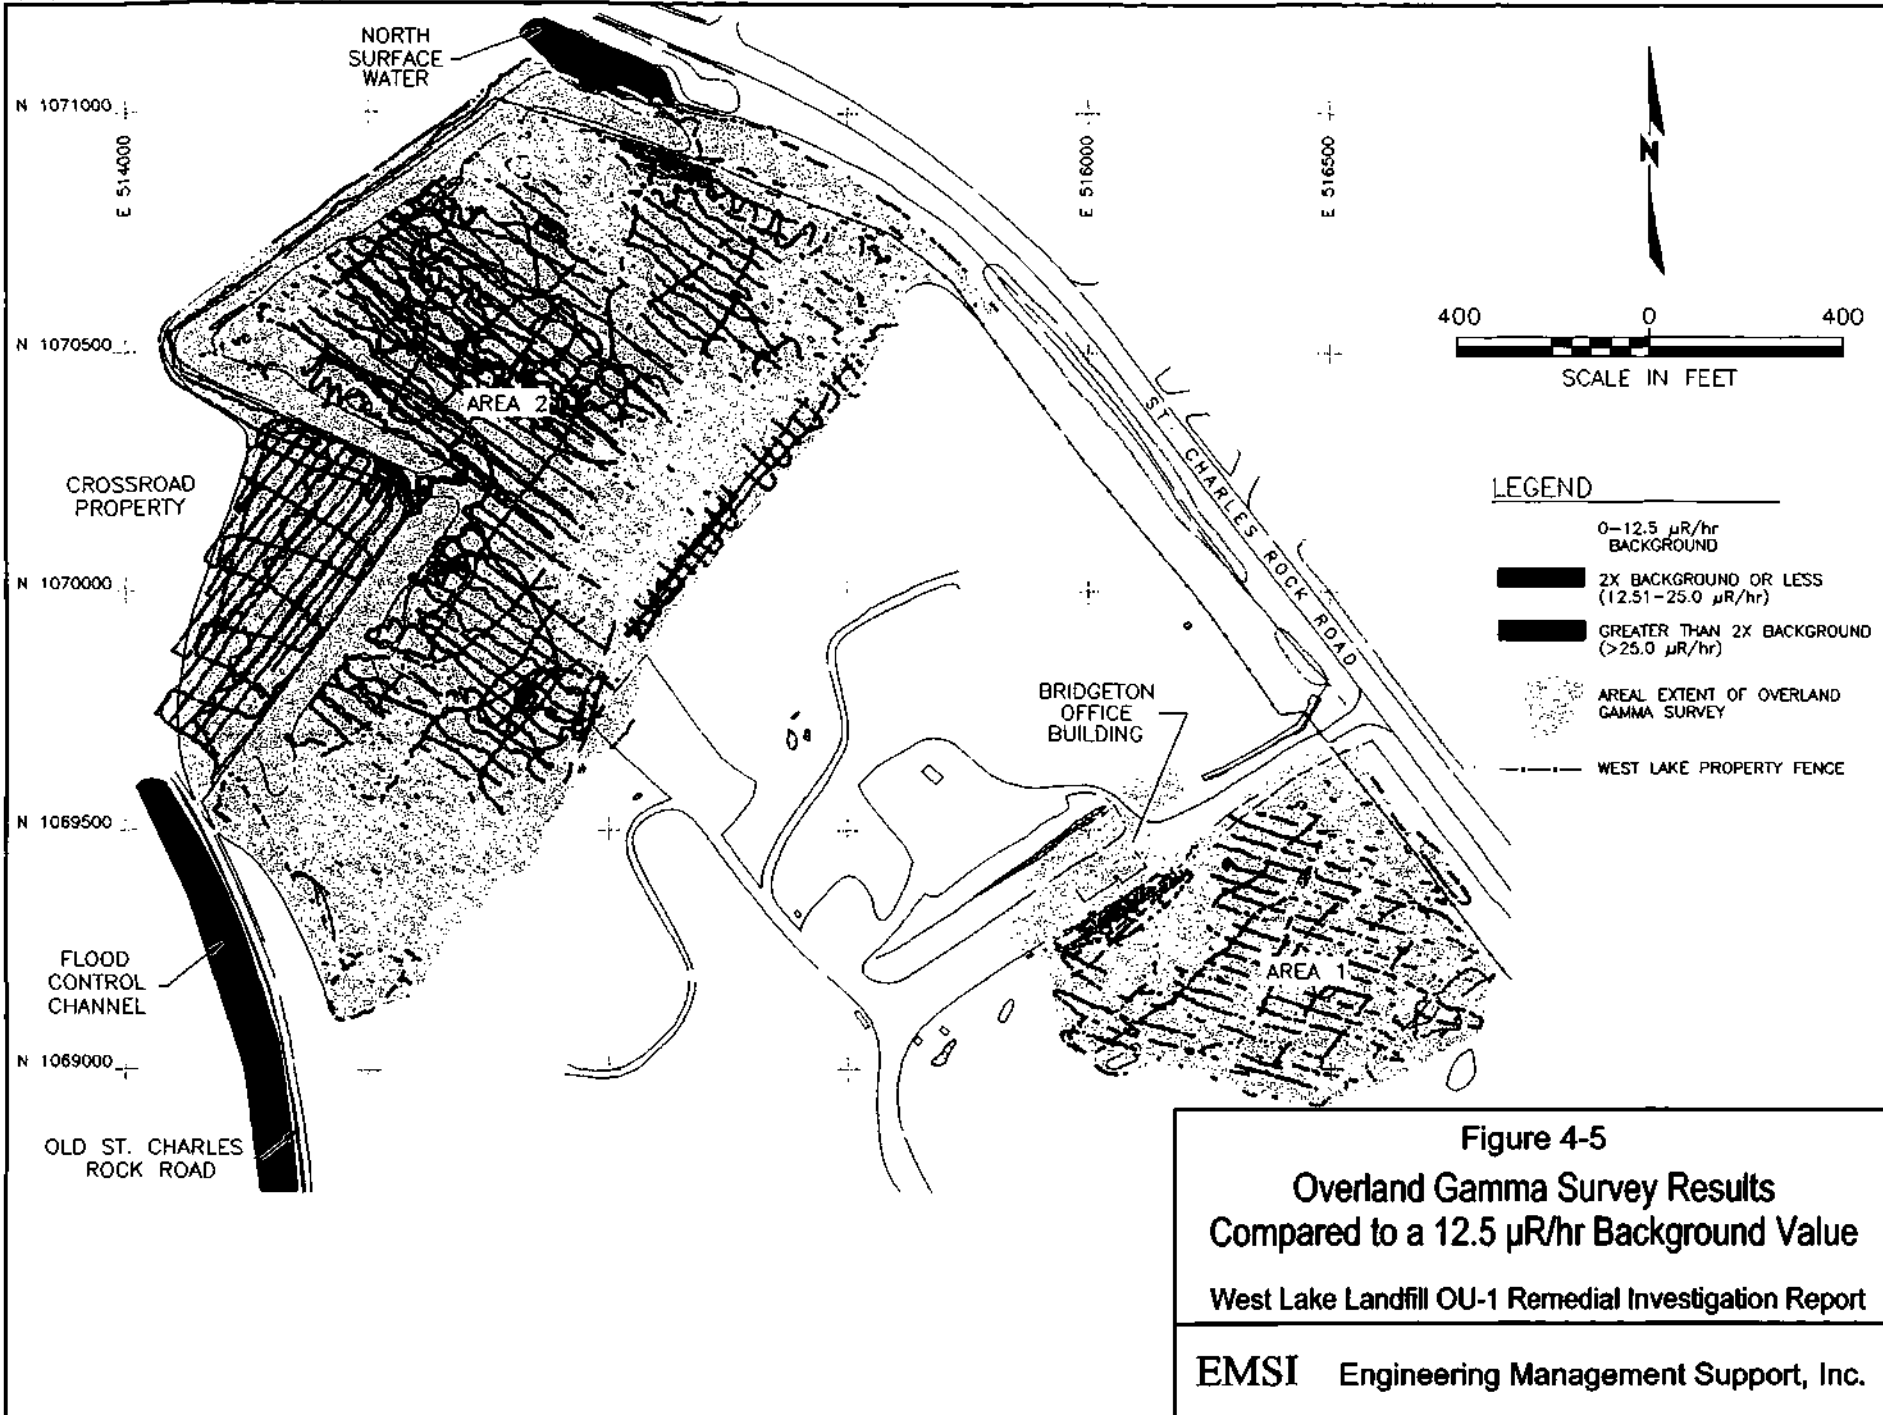 NORTH
SURFACE
WATER
N 1071000
E 514000
E 516000
E 516500
N
400 0 400
SCALE IN FEET
N 1070500
AREA 2
ST. CHARLES ROCK ROAD
CROSSROAD
PROPERTY
LEGEND
0-12.5 µR/hr
BACKGROUND
2X BACKGROUND OR LESS
(12.51-25.0 µR/hr)
GREATER THAN 2X BACKGROUND
(>25.0 µR/hr)
AREAL EXTENT OF OVERLAND
GAMMA SURVEY
WEST LAKE PROPERTY FENCE
N 1070000
BRIDGETON
OFFICE
BUILDING
N 1069500
FLOOD
CONTROL
CHANNEL
AREA 1
N 1069000
OLD ST. CHARLES
ROCK ROAD
Figure 4-5
Overland Gamma Survey Results
Compared to a 12.5 µR/hr Background Value
West Lake Landfill OU-1 Remedial Investigation Report
EMSI Engineering Management Support, Inc.